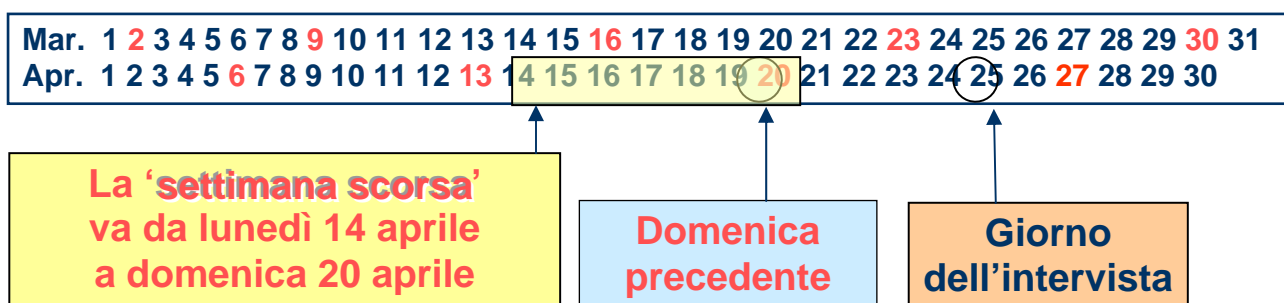 Mar. 1 2 3 4 5 6 7 8 9 10 11 12 13 14 15 16 17 18 19 20 21 22 23 24 25 26 27 28 29 30 31
Apr. 1 2 3 4 5 6 7 8 9 10 11 12 13 14 15 16 17 18 19 20 21 22 23 24 25 26 27 28 29 30
La ‘settimana scorsa’
va da lunedì 14 aprile
a domenica 20 aprile
Domenica
precedente
Giorno
dell’intervista